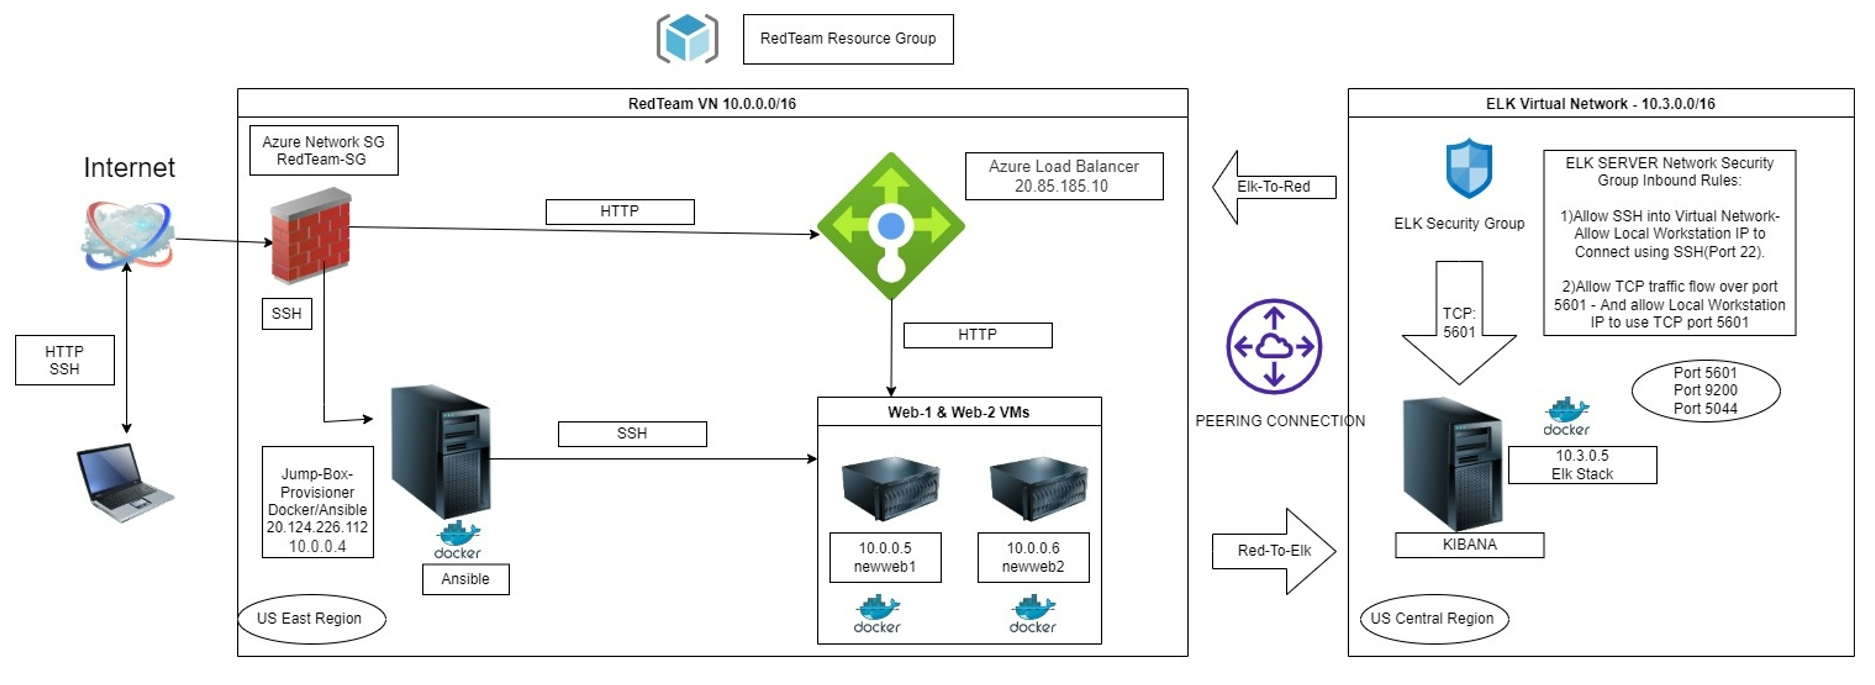 RedTeam Resource Group
RedTeam VN 10.0.0.0/16
Azure Network SG
RedTeam-SG
Internet
HTTP
Azure Load Balancer
20.85.185.10
SSH
HTTP
HTTP
SSH
SSH
Jump-Box-
Provisioner
Docker/Ansible
20.124.226.112
10.0.0.4
docker
Ansible
US East Region
Web-1 & Web-2 VMs
10.0.0.5
newweb1
docker
10.0.0.6
newweb2
docker
Elk-To-Red
PEERING CONNECTION
Red-To-Elk
ELK Virtual Network - 10.3.0.0/16
ELK Security Group
ELK SERVER Network Security
Group Inbound Rules:
1)Allow SSH into Virtual Network-
Allow Local Workstation IP to
Connect using SSH(Port 22).
2)Allow TCP traffic flow over port
5601 - And allow Local Workstation
IP to use TCP port 5601
TCP:
5601
Port 5601
Port 9200
Port 5044
docker
10.3.0.5
Elk Stack
KIBANA
US Central Region